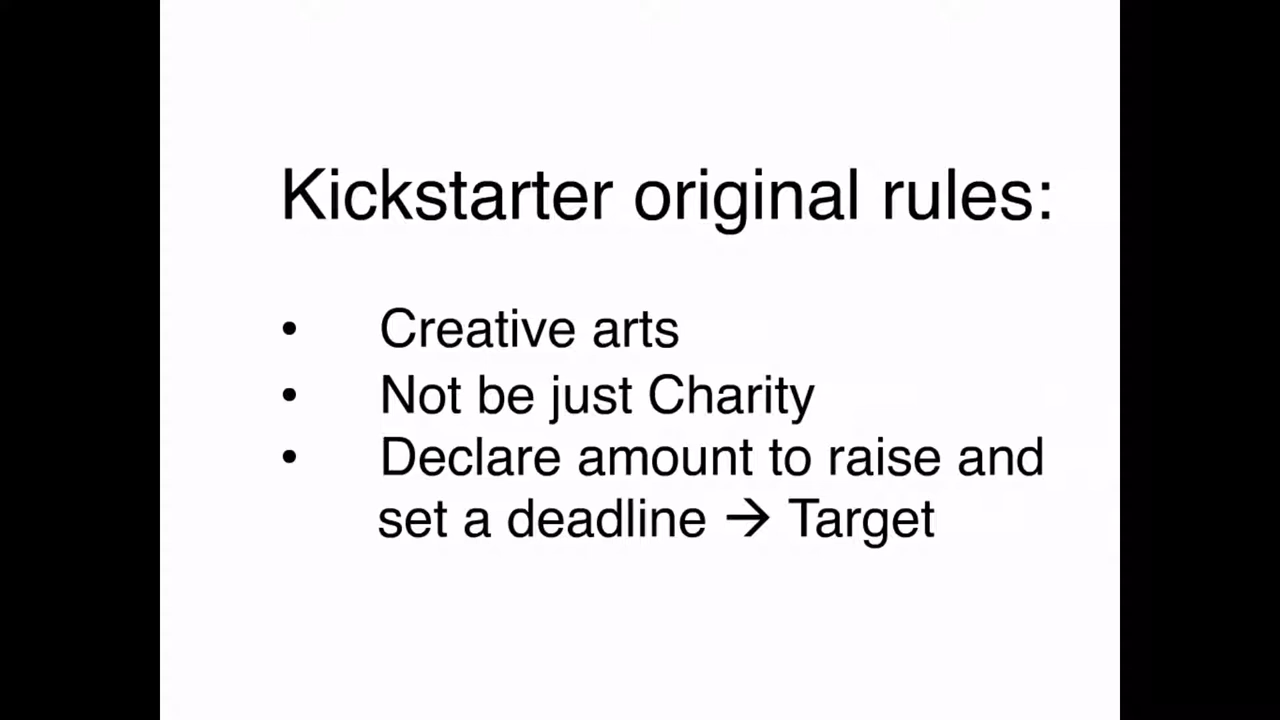 Kickstarter original rules:
• Creative arts
• Not be just Charity
• Declare amount to raise and
set a deadline → Target